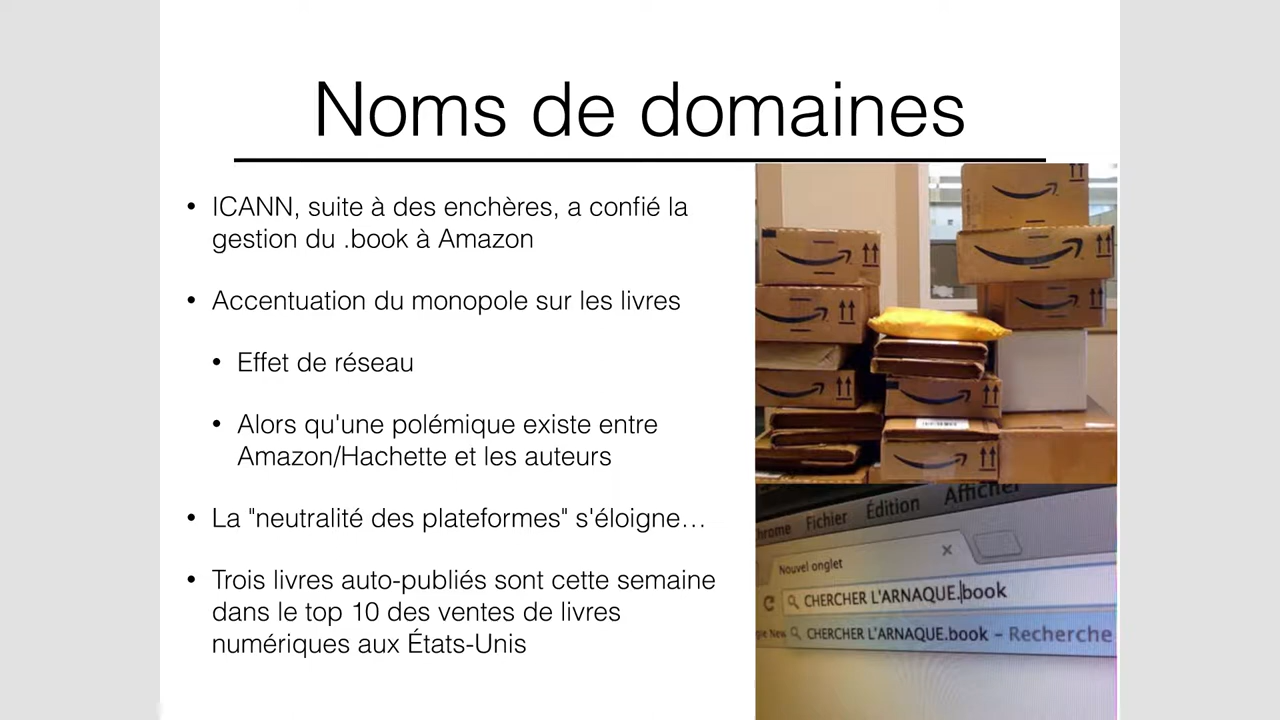 Noms de domaines
• ICANN, suite à des enchères, a confié la
gestion du .book à Amazon
• Accentuation du monopole sur les livres
• Effet de réseau
• Alors qu'une polémique existe entre
Amazon/Hachette et les auteurs
• La "neutralité des plateformes" s'éloigne…
• Trois livres auto-publiés sont cette semaine
dans le top 10 des ventes de livres
numériques aux États-Unis
hrome Fichier Édition Afficher
Nouvel onglet
CHERCHER L'ARNAQUE.book
gle New CHERCHER L'ARNAQUE.book – Recherche